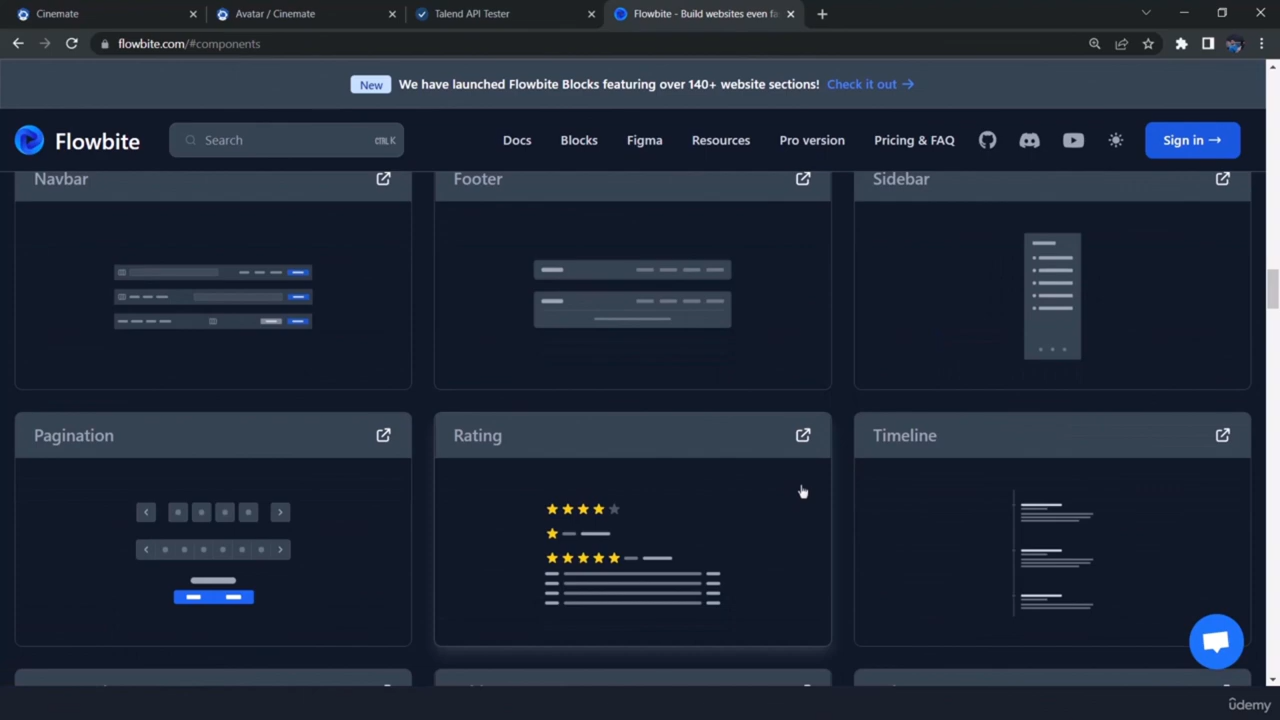 Cinemate
Avatar / Cinemate
Talend API Tester
Flowbite - Build websites even fa
flowbite.com/#components
New We have launched Flowbite Blocks featuring over 140+ website sections! Check it out →
Flowbite
Search CTRL K
Docs Blocks Figma Resources Pro version Pricing & FAQ Sign in →
Navbar Footer Sidebar
Pagination Rating Timeline
ûdemy